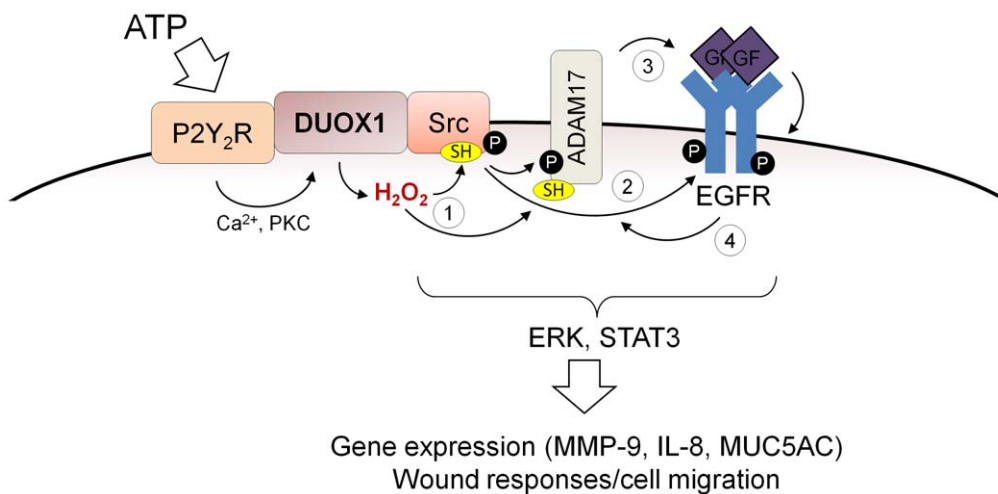 ATP
P2Y₂R
DUOX1
Src
SH
P
H₂O₂
Ca²⁺, PKC
1
ADAM17
P
SH
2
3
GF
GF
P
P
EGFR
4
ERK, STAT3
Gene expression (MMP-9, IL-8, MUC5AC)
Wound responses/cell migration